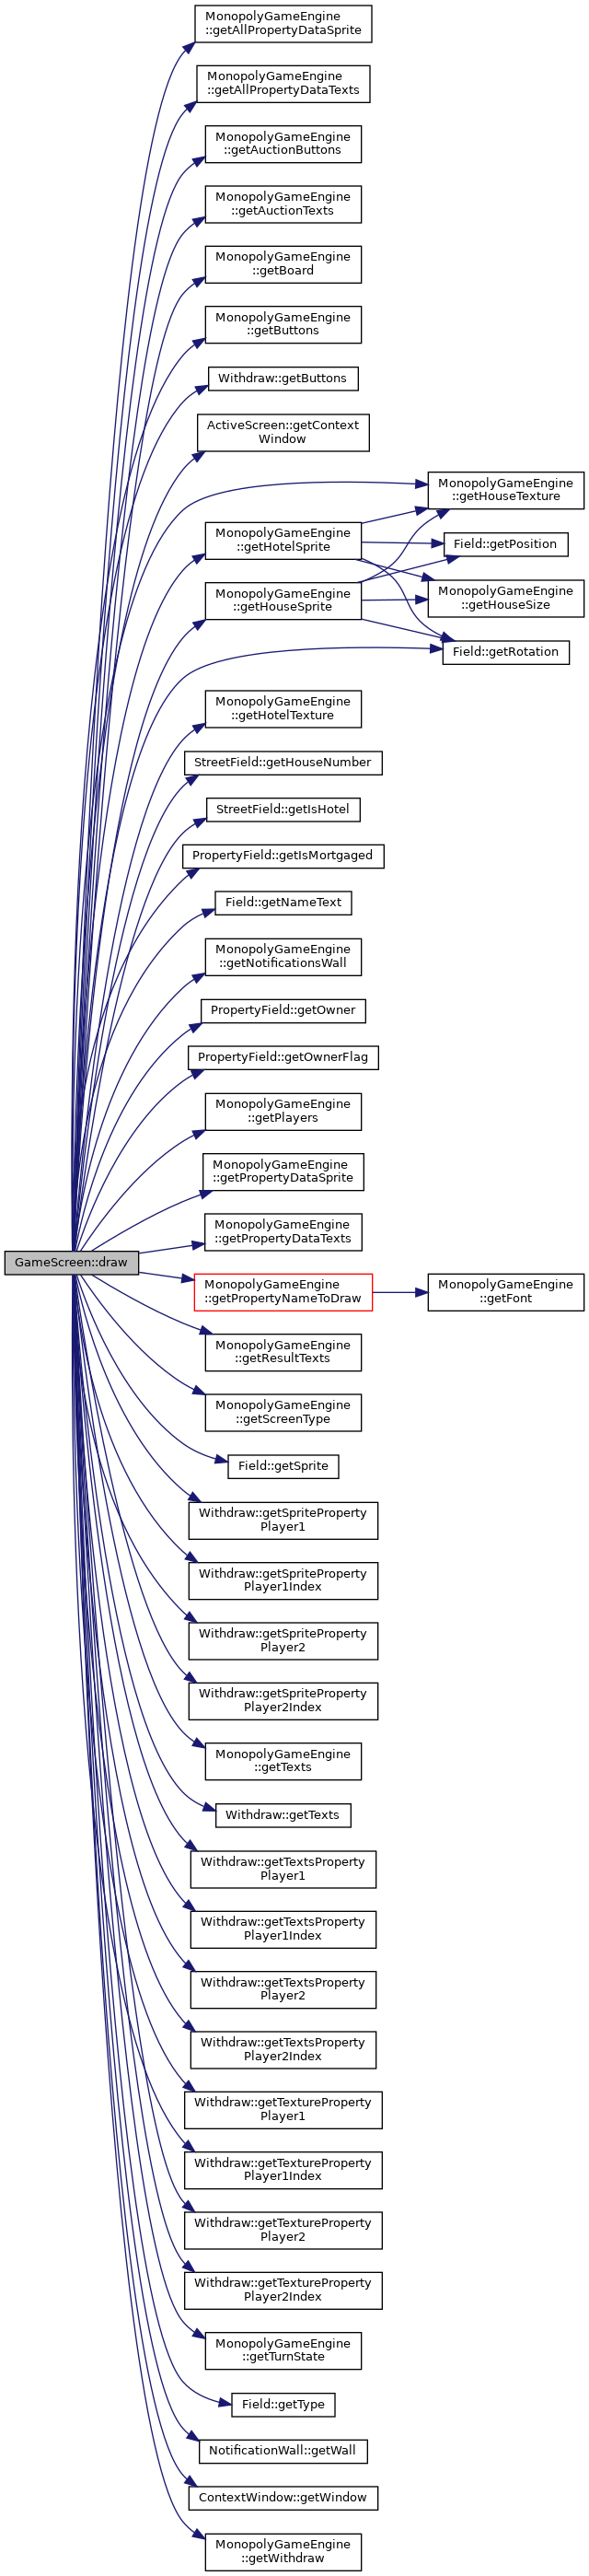 MonopolyGameEngine
::getAllPropertyDataSprite
MonopolyGameEngine
::getAllPropertyDataTexts
MonopolyGameEngine
::getAuctionButtons
MonopolyGameEngine
::getAuctionTexts
MonopolyGameEngine
::getBoard
MonopolyGameEngine
::getButtons
Withdraw::getButtons
ActiveScreen::getContext
Window
MonopolyGameEngine
::getHouseTexture
MonopolyGameEngine
::getHotelSprite
Field::getPosition
MonopolyGameEngine
::getHouseSprite
MonopolyGameEngine
::getHouseSize
Field::getRotation
MonopolyGameEngine
::getHotelTexture
StreetField::getHouseNumber
StreetField::getIsHotel
PropertyField::getIsMortgaged
Field::getNameText
MonopolyGameEngine
::getNotificationsWall
PropertyField::getOwner
PropertyField::getOwnerFlag
MonopolyGameEngine
::getPlayers
MonopolyGameEngine
::getPropertyDataSprite
MonopolyGameEngine
::getPropertyDataTexts
GameScreen::draw
MonopolyGameEngine
::getPropertyNameToDraw
MonopolyGameEngine
::getFont
MonopolyGameEngine
::getResultTexts
MonopolyGameEngine
::getScreenType
Field::getSprite
Withdraw::getSpriteProperty
Player1
Withdraw::getSpriteProperty
Player1Index
Withdraw::getSpriteProperty
Player2
Withdraw::getSpriteProperty
Player2Index
MonopolyGameEngine
::getTexts
Withdraw::getTexts
Withdraw::getTextsProperty
Player1
Withdraw::getTextsProperty
Player1Index
Withdraw::getTextsProperty
Player2
Withdraw::getTextsProperty
Player2Index
Withdraw::getTextureProperty
Player1
Withdraw::getTextureProperty
Player1Index
Withdraw::getTextureProperty
Player2
Withdraw::getTextureProperty
Player2Index
MonopolyGameEngine
::getTurnState
Field::getType
NotificationWall::getWall
ContextWindow::getWindow
MonopolyGameEngine
::getWithdraw